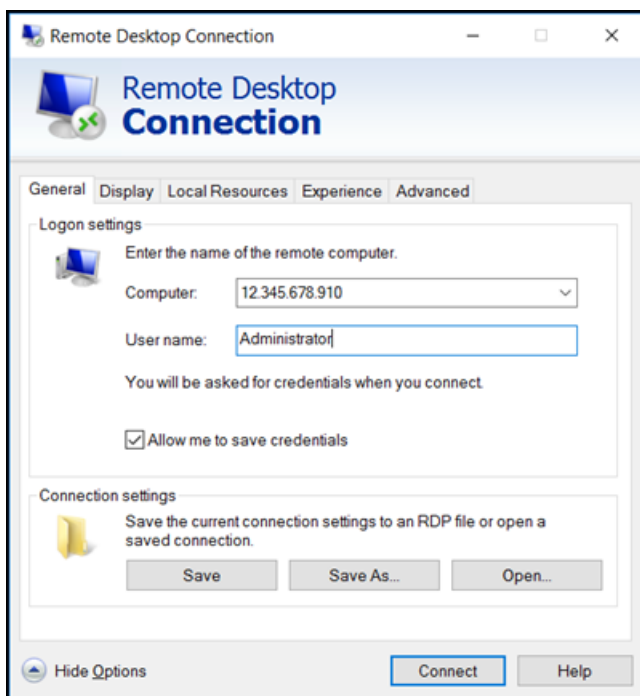 Remote Desktop Connection
Remote Desktop
Connection
General Display Local Resources Experience Advanced
Logon settings
Enter the name of the remote computer.
Computer: 12.345.678.910
User name: Administrator
You will be asked for credentials when you connect.
Allow me to save credentials
Connection settings
Save the current connection settings to an RDP file or open a
saved connection.
Save Save As... Open...
Hide Options Connect Help